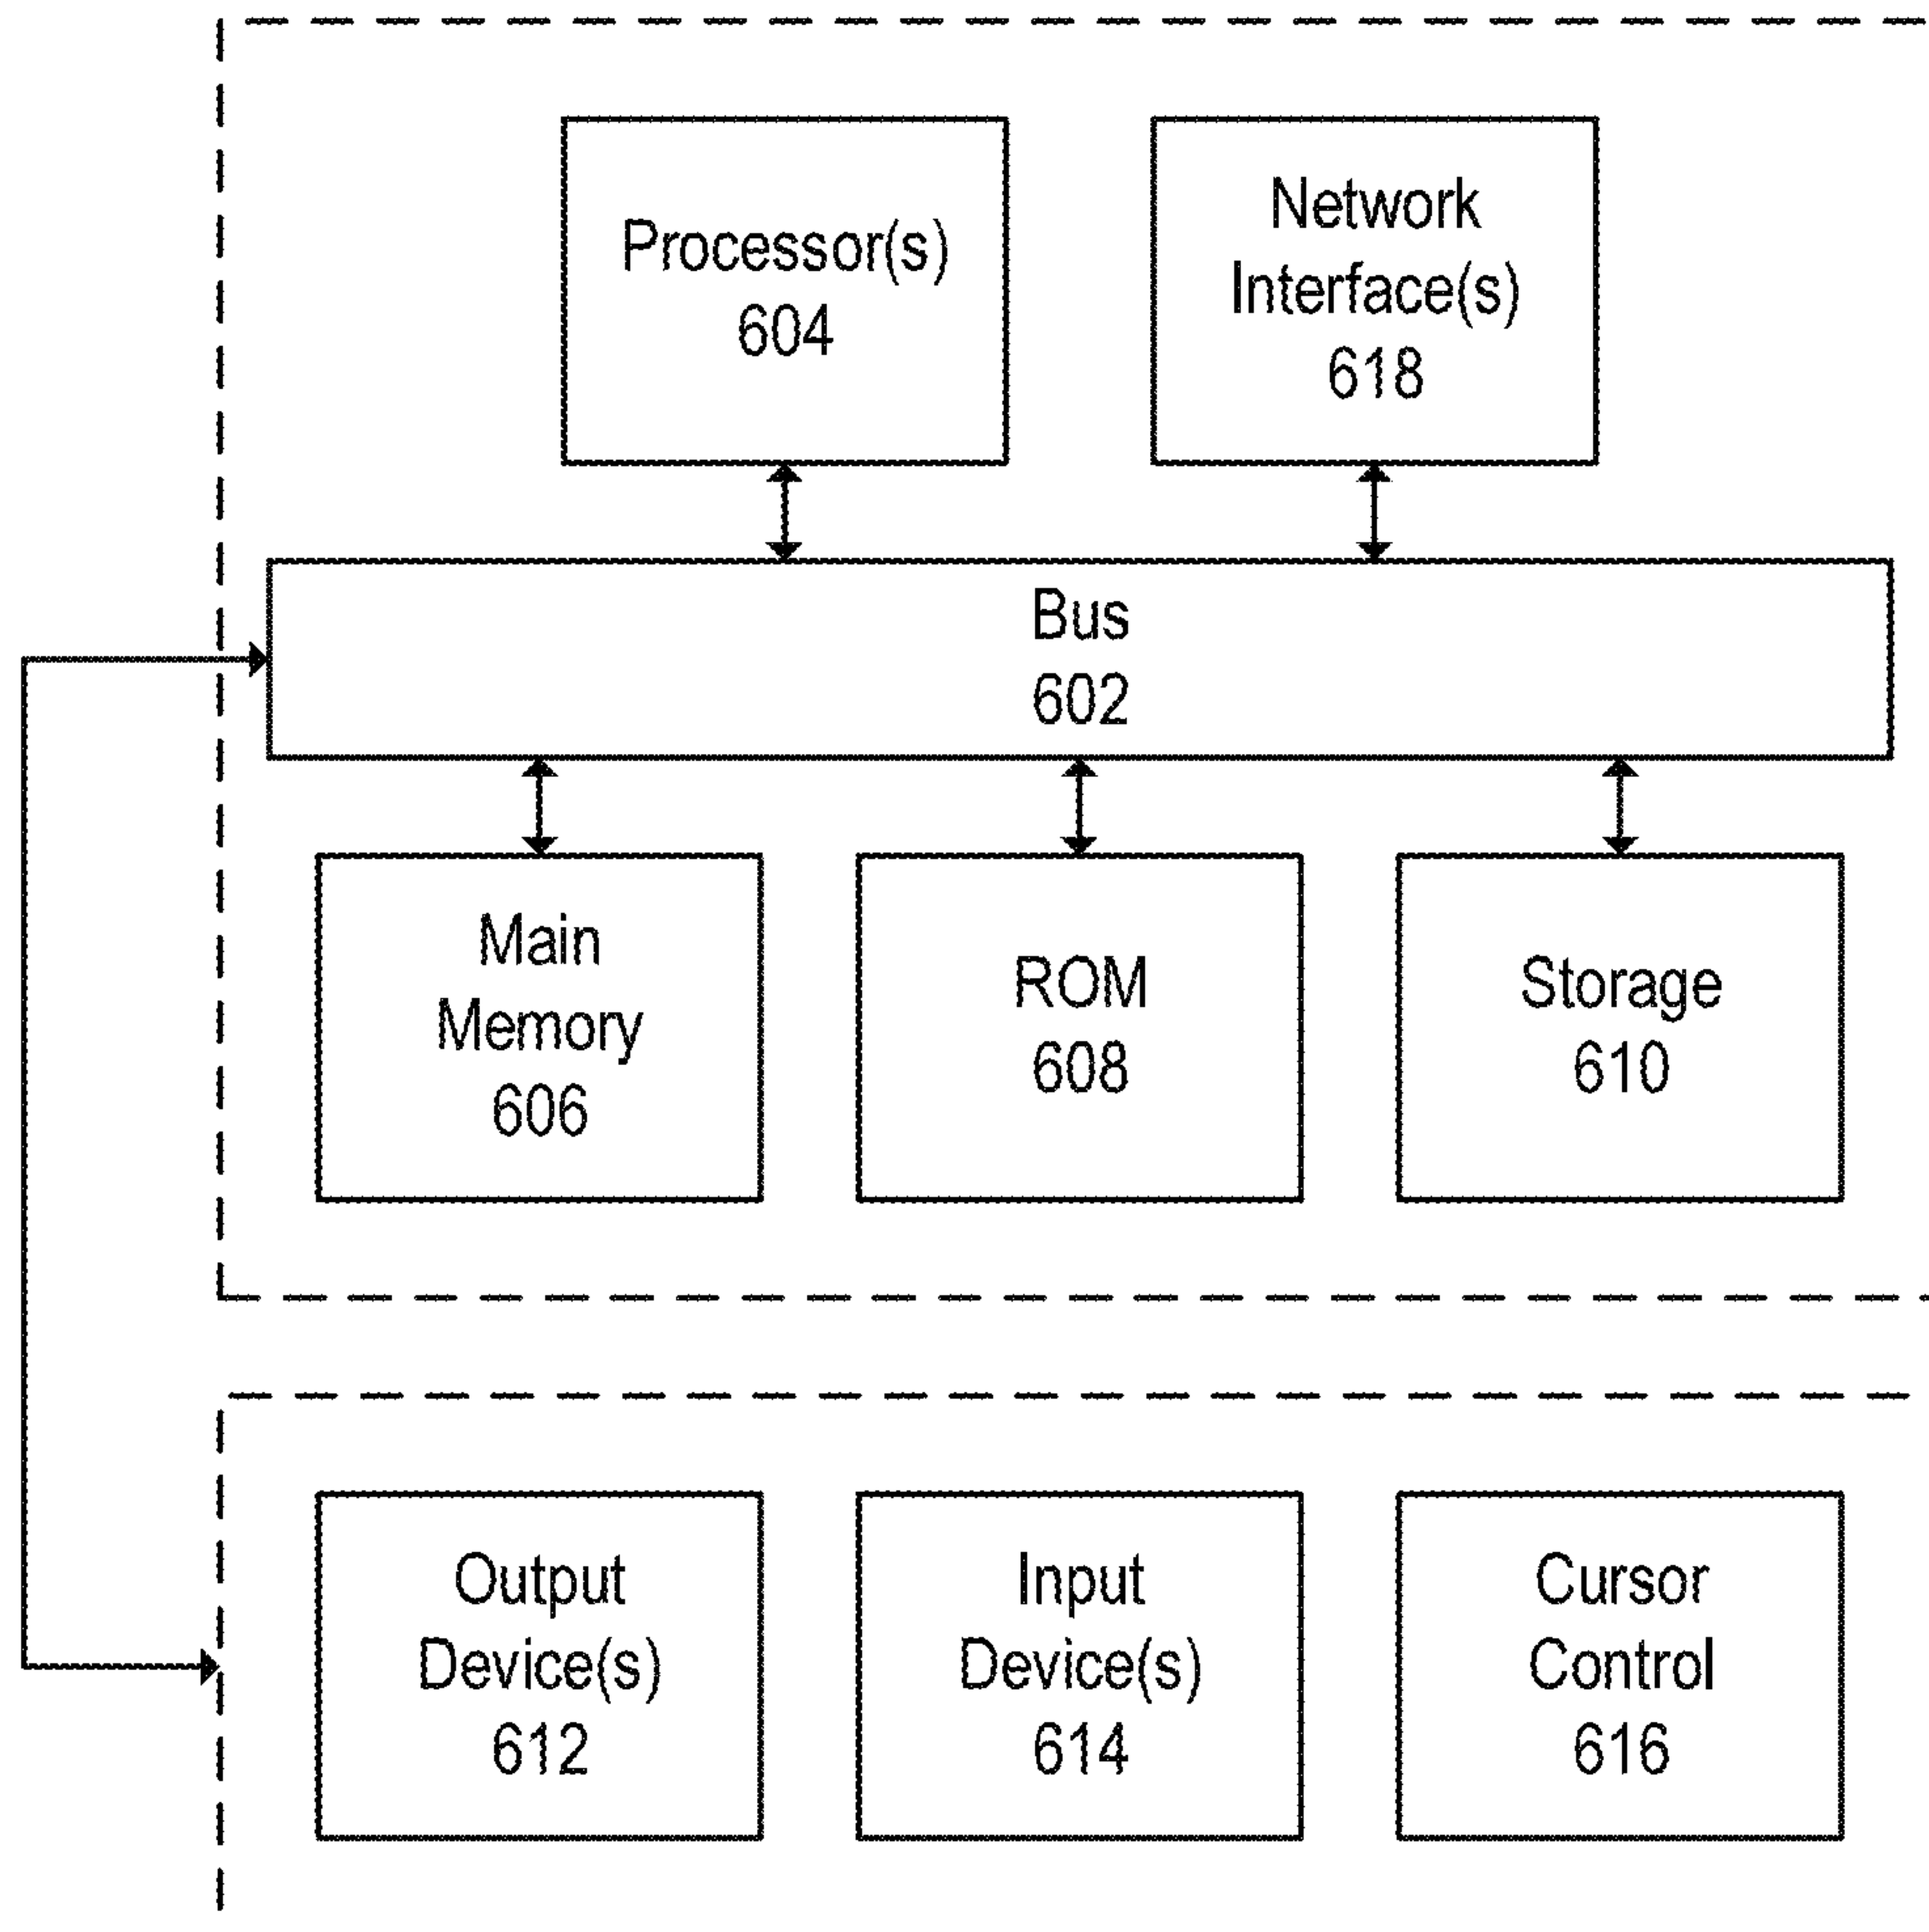 Processor(s)
604
Network
Interface(s)
618
Bus
602
Main
Memory
606
ROM
608
Storage
610
Output
Device(s)
612
Input
Device(s)
614
Cursor
Control
616